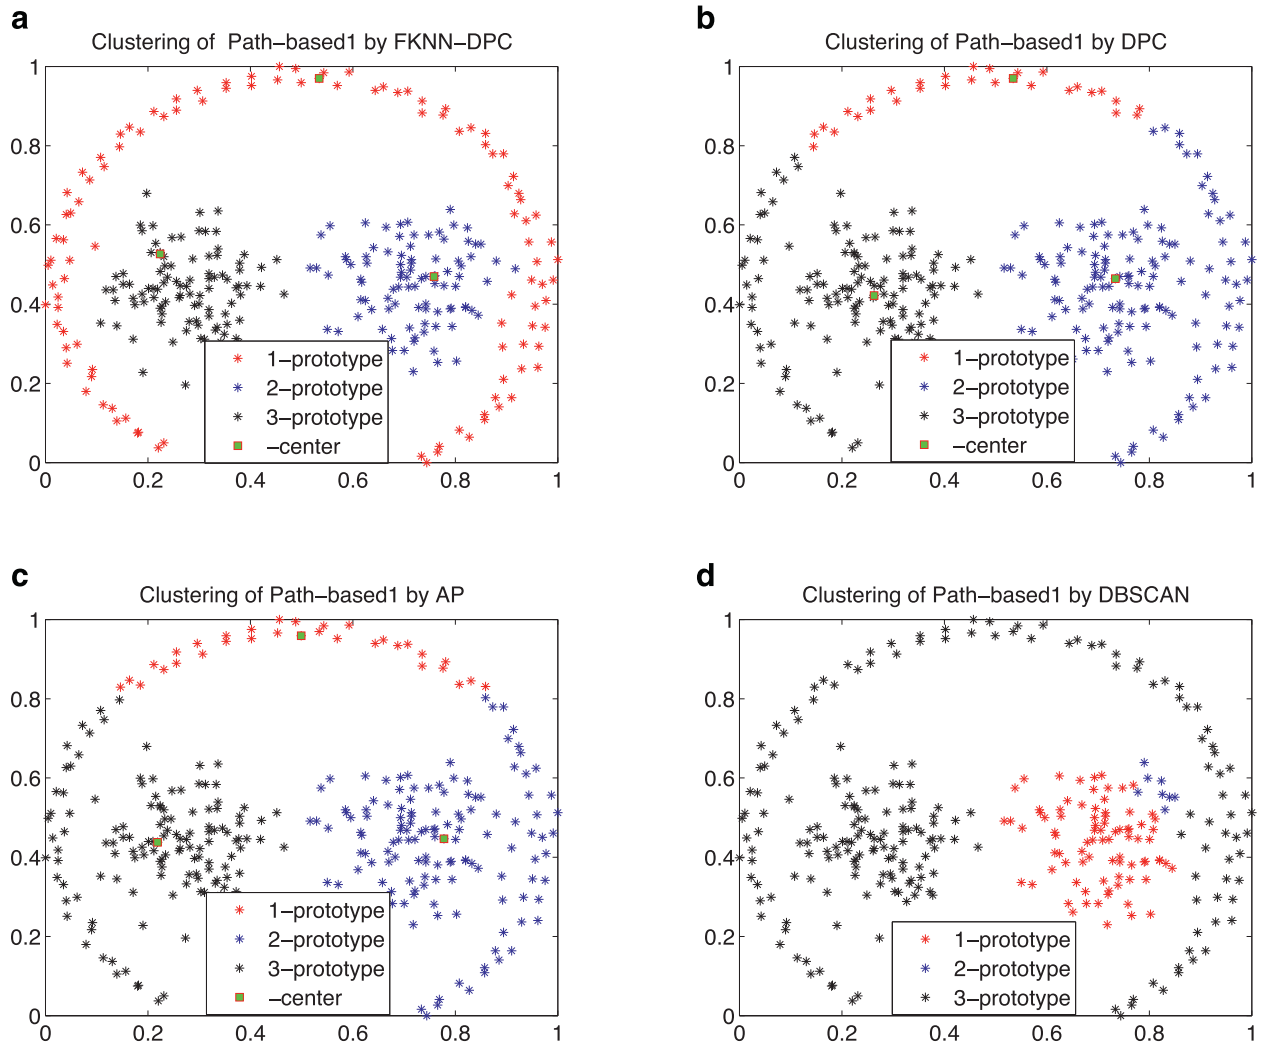 a
Clustering of Path-based1 by FKNN-DPC
1
0.8
0.6
0.4
0.2
0
0 0.2 0.4 0.6 0.8 1
1-prototype
2-prototype
3-prototype
-center
b
Clustering of Path-based1 by DPC
1
0.8
0.6
0.4
0.2
0
0 0.2 0.4 0.6 0.8 1
1-prototype
2-prototype
3-prototype
-center
c
Clustering of Path-based1 by AP
1
0.8
0.6
0.4
0.2
0
0 0.2 0.4 0.6 0.8 1
1-prototype
2-prototype
3-prototype
-center
d
Clustering of Path-based1 by DBSCAN
1
0.8
0.6
0.4
0.2
0
0 0.2 0.4 0.6 0.8 1
1-prototype
2-prototype
3-prototype